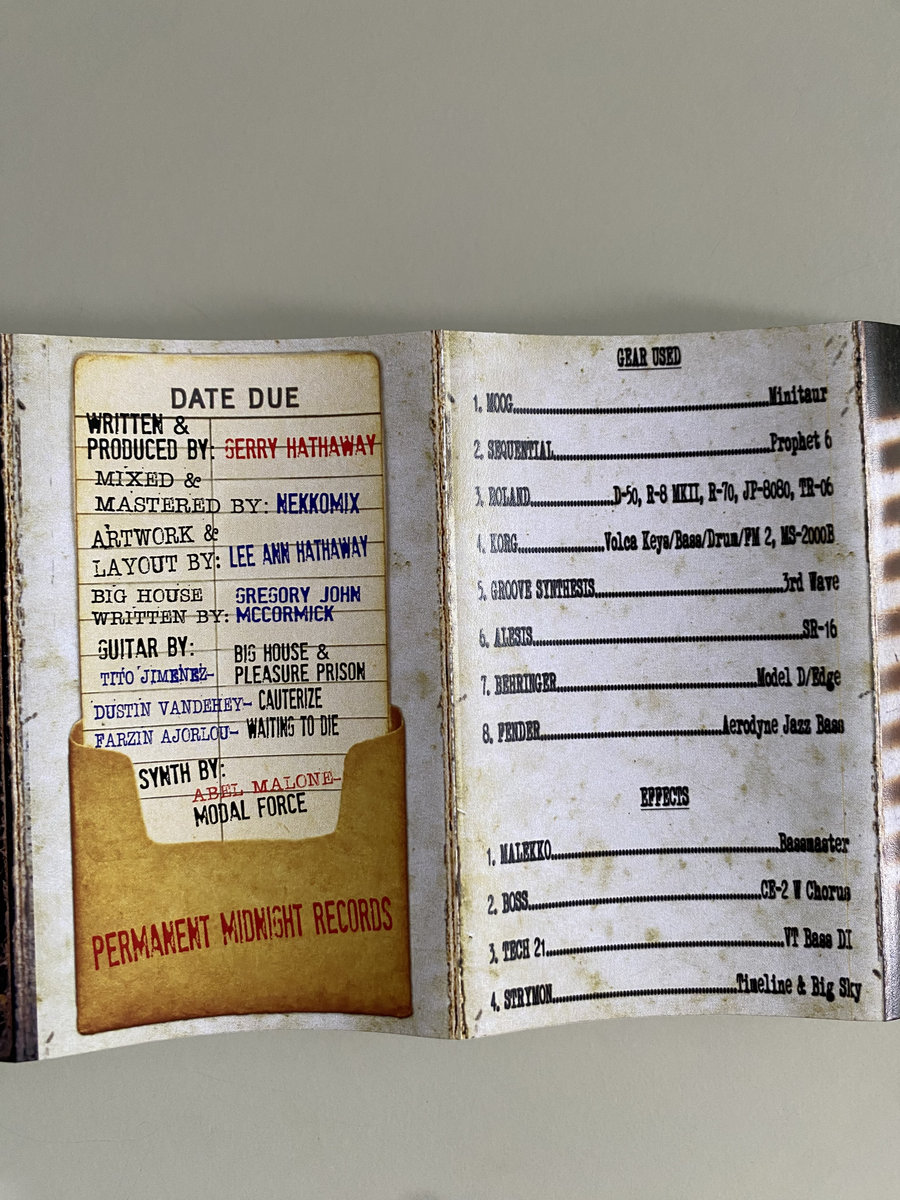 DATE DUE
WRITTEN &
PRODUCED BY: GERRY HATHAWAY
MIXED &
MASTERED BY: NEKKOMIX
ARTWORK &
LAYOUT BY: LEE ANN HATHAWAY
BIG HOUSE GREGORY JOHN
WRITTEN BY: MCCORMICK
GUITAR BY: BIG HOUSE &
TITO JIMENEZ- PLEASURE PRISON
DUSTIN VANDEHEY- CAUTERIZE
FARZIN AJORLOU- WAITING TO DIE
SYNTH BY:
ABEL MALONE-
MODAL FORCE
PERMANENT MIDNIGHT RECORDS
GEAR USED
1. MOOG Minitaur
2. SEQUENTIAL Prophet 6
3. ROLAND D-50, R-8 MKII, R-70, JP-8080, TR-06
4. KORG Volca Keys/Bass/Drum/FM 2, MS-2000B
5. GROOVE SYNTHESIS 3rd Wave
6. ALESIS SR-16
7. BEHRINGER Model D/Edge
8. FENDER Aerodyne Jazz Bass
EFFECTS
1. MALEKKO Bassmaster
2. BOSS CE-2 W Chorus
3. TECH 21 VT Bass DI
4. STRYMON Timeline & Big Sky